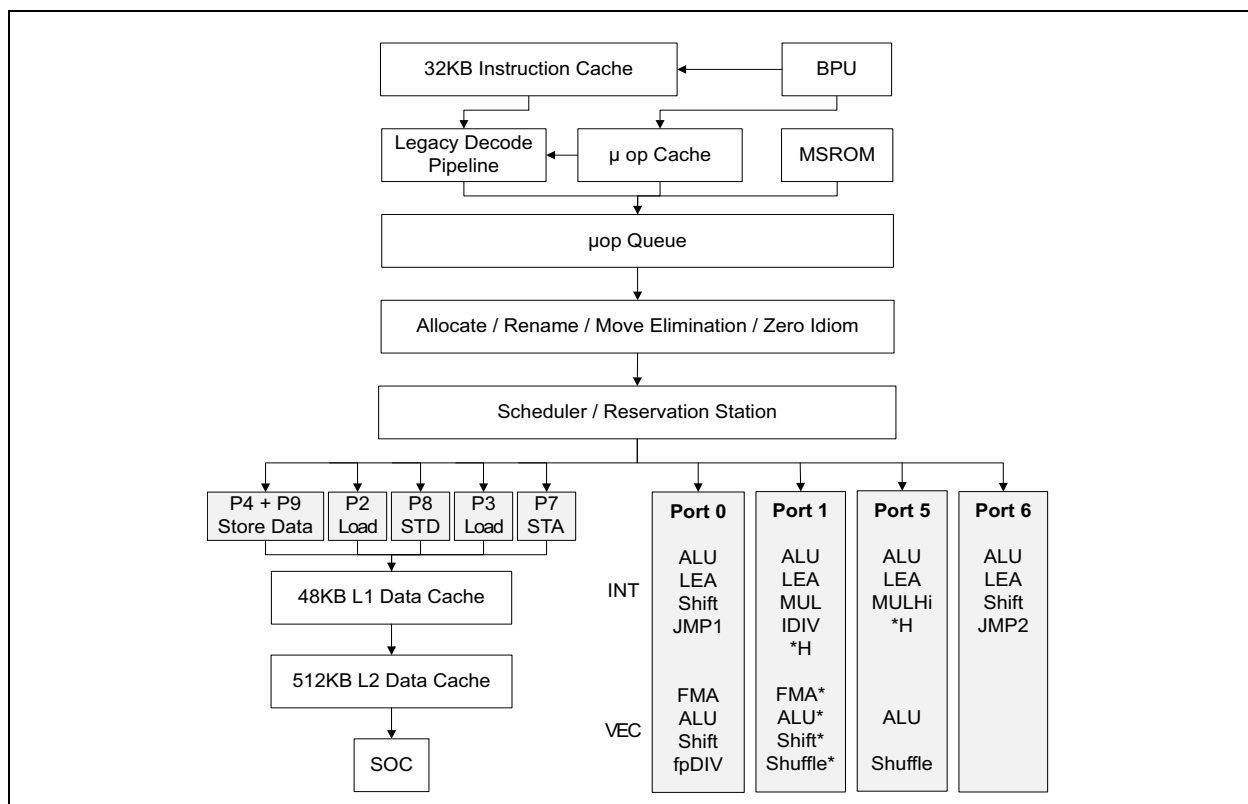 32KB Instruction Cache
BPU
Legacy Decode
Pipeline
µ op Cache
MSROM
µop Queue
Allocate / Rename / Move Elimination / Zero Idiom
Scheduler / Reservation Station
P4 + P9
Store Data
P2
Load
P8
STD
P3
Load
P7
STA
48KB L1 Data Cache
512KB L2 Data Cache
SOC
INT
VEC
Port 0
ALU
LEA
Shift
JMP1
FMA
ALU
Shift
fpDIV
Port 1
ALU
LEA
MUL
IDIV
*H
FMA*
ALU*
Shift*
Shuffle*
Port 5
ALU
LEA
MULHi
*H
ALU
Shuffle
Port 6
ALU
LEA
Shift
JMP2